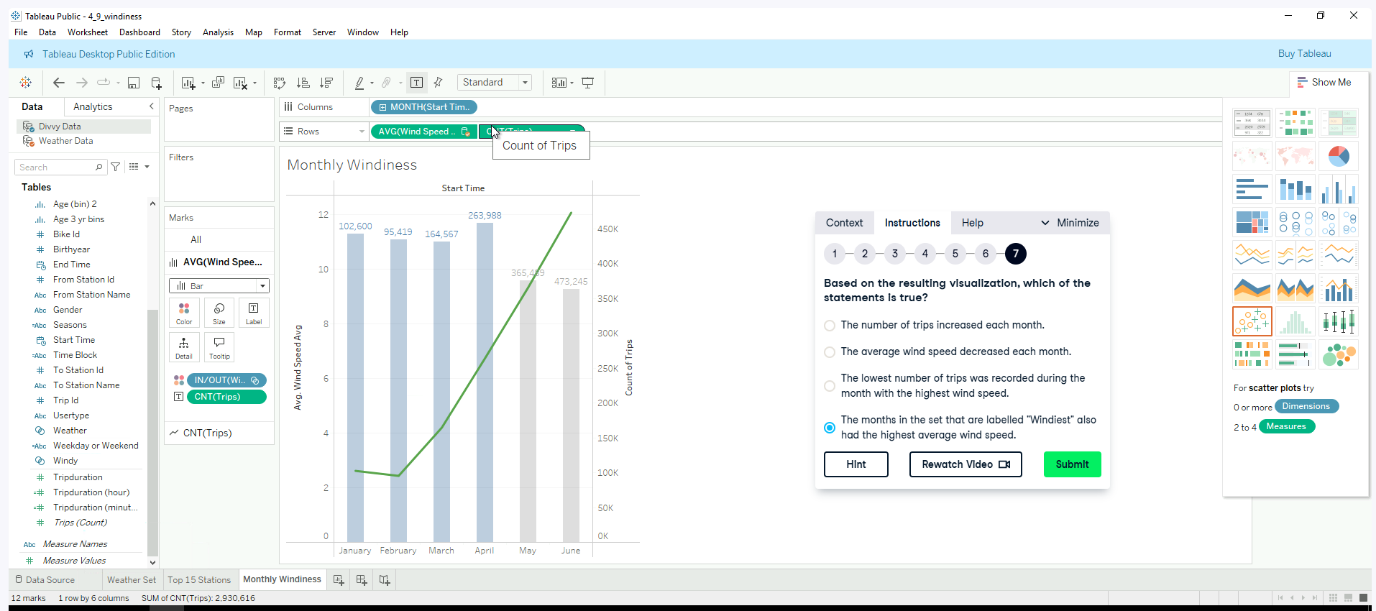 Tableau Public - 4_9_windiness
File Data Worksheet Dashboard Story Analysis Map Format Server Window Help
Tableau Desktop Public Edition
Buy Tableau
Standard
Show Me
Data
Analytics
Divvy Data
Weather Data
Search
Tables
Age (bin) 2
Age 3 yr bins
Bike Id
Birthyear
End Time
From Station Id
From Station Name
Gender
Seasons
Start Time
Time Block
To Station Id
To Station Name
Trip Id
Usertype
Weather
Weekday or Weekend
Windy
Tripduration
Tripduration (hour)
Tripduration (minut...
Trips (Count)
Measure Names
Measure Values
Pages
Filters
Marks
All
AVG(Wind Spee...
Bar
Color
Size
Label
Detail
Tooltip
IN/OUT(Wi..
CNT(Trips)
CNT(Trips)
Columns
MONTH(Start Tim..
Rows
AVG(Wind Speed ..
Count of Trips
Monthly Windiness
Start Time
Avg. Wind Speed Avg
12
10
8
6
4
2
0
102,600
95,419
164,567
263,988
473,245
January
February
March
April
May
June
450K
400K
350K
300K
250K
200K
150K
100K
50K
0K
Count of Trips
Context
Instructions
Help
Minimize
1 2 3 4 5 6 7
Based on the resulting visualization, which of the
statements is true?
The number of trips increased each month.
The average wind speed decreased each month.
The lowest number of trips was recorded during the
month with the highest wind speed.
The months in the set that are labelled "Windiest" also
had the highest average wind speed.
Hint
Rewatch Video
Submit
For scatter plots try
0 or more Dimensions
2 to 4 Measures
Data Source
Weather Set
Top 15 Stations
Monthly Windiness
12 marks 1 row by 6 columns SUM of CNT(Trips): 2,930,616